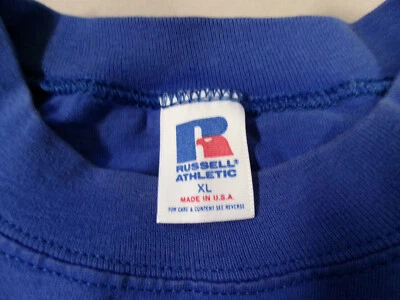 R
RUSSELL®
ATHLETIC
XL
MADE IN U.S.A.
FOR CARE & CONTENT SEE REVERSE